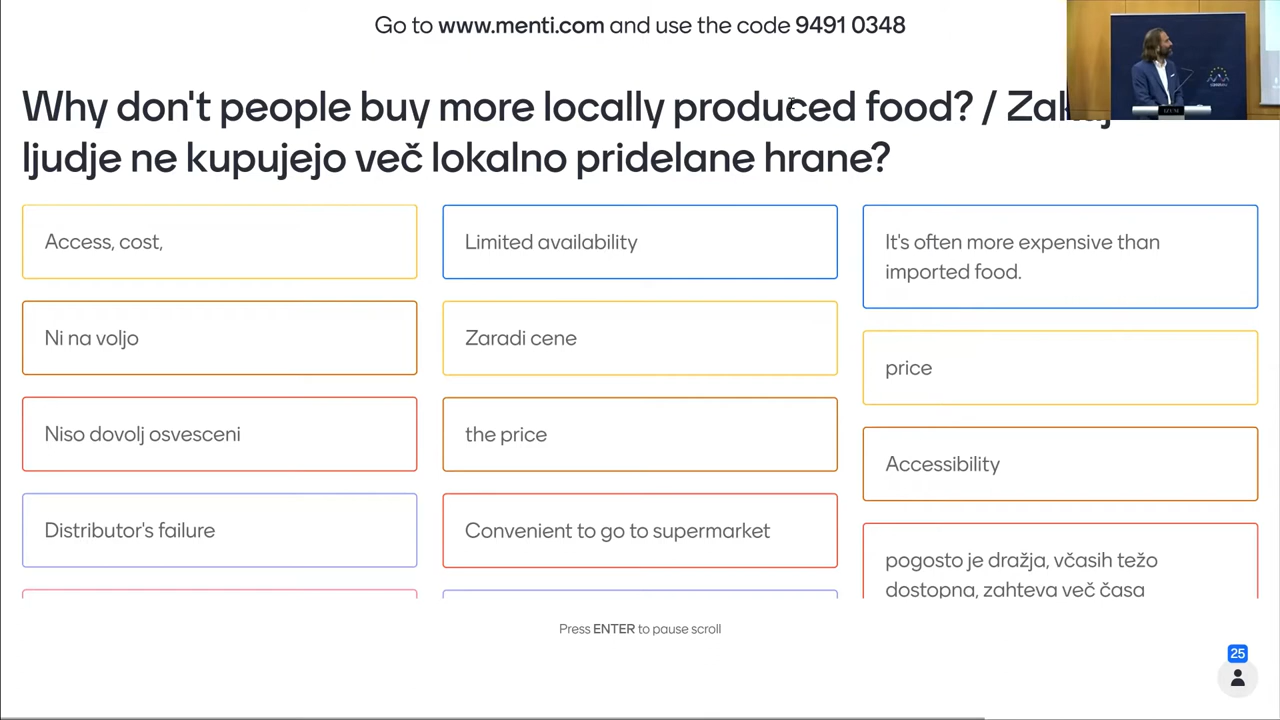 Go to www.menti.com and use the code 9491 0348
Why don't people buy more locally produced food? /
ljudje ne kupujejo več lokalno pridelane hrane?
Access, cost,
Ni na voljo
Niso dovolj osvesceni
Distributor's failure
Limited availability
Zaradi cene
the price
Convenient to go to supermarket
It's often more expensive than
imported food.
price
Accessibility
pogosto je dražja, včasih težo
dostopna, zahteva več časa
Press ENTER to pause scroll
25